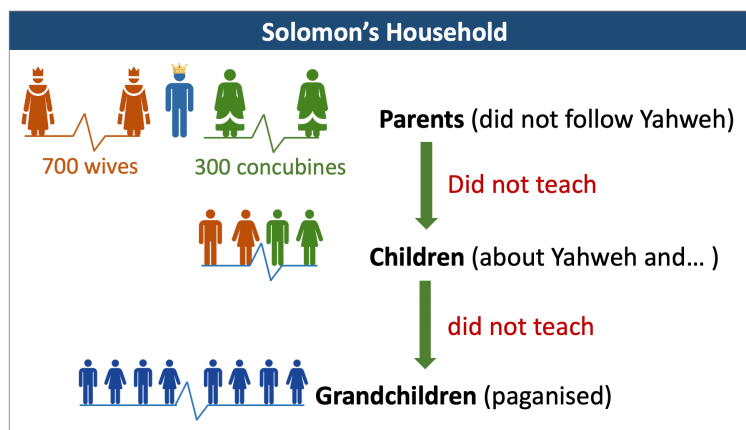 Solomon’s Household
Parents (did not follow Yahweh)
700 wives
300 concubines
Did not teach
Children (about Yahweh and… )
did not teach
Grandchildren (paganised)